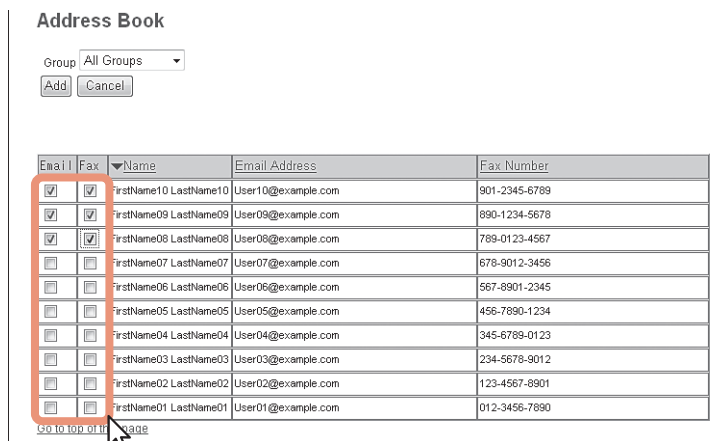 Address Book
Group All Groups
Add Cancel
Email Fax Name Email Address Fax Number
FirstName10 LastName10 User10@example.com 901-2345-6789
FirstName09 LastName09 User09@example.com 890-1234-5678
FirstName08 LastName08 User08@example.com 789-0123-4567
FirstName07 LastName07 User07@example.com 678-9012-3456
FirstName06 LastName06 User06@example.com 567-8901-2345
FirstName05 LastName05 User05@example.com 456-7890-1234
FirstName04 LastName04 User04@example.com 345-6789-0123
FirstName03 LastName03 User03@example.com 234-5678-9012
FirstName02 LastName02 User02@example.com 123-4567-8901
FirstName01 LastName01 User01@example.com 012-3456-7890
Go to top of this page